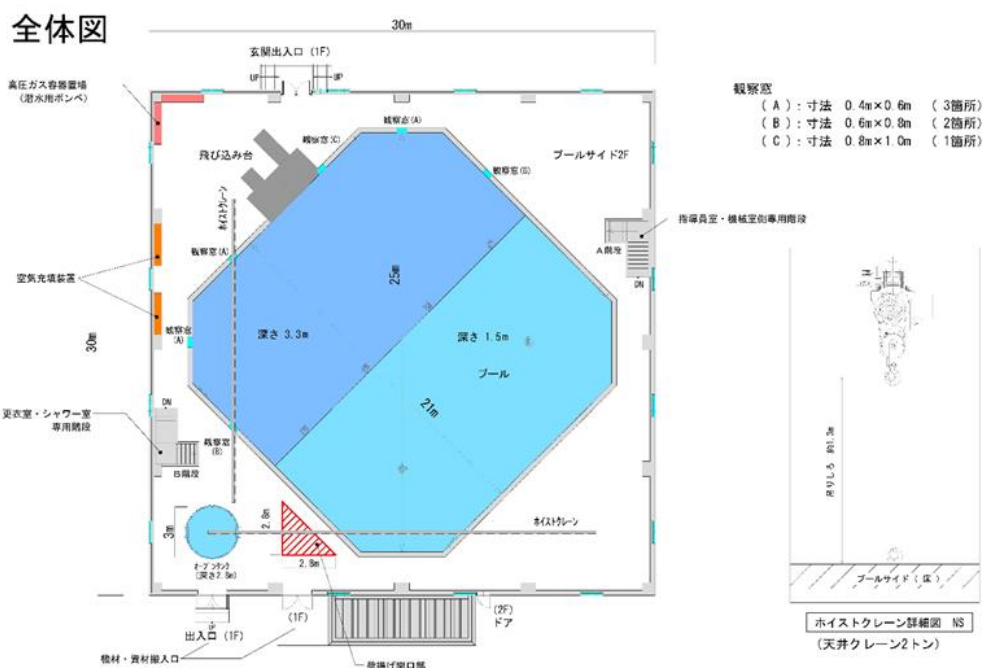 全体図
30m
玄関出入口 (1F)
UP
UP
高圧ガス容器置場
(潜水用ボンベ)
観察窓
(A):寸法 0.4m×0.6m (3箇所)
(B):寸法 0.6m×0.8m (2箇所)
(C):寸法 0.8m×1.0m (1箇所)
観察窓(A)
観察窓(C)
飛び込み台
プールサイド2F
観察窓(B)
ホイストクレーン
指導員室・機械室側専用階段
A階段
DN
観察窓(A)
空気充填装置
25m
30m
観察窓
(A)
深さ 3.3m
深さ 1.5m
プール
21m
DN
更衣室・シャワー室
専用階段
観察窓
(B)
B階段
吊りしろ 約1.3m
3m
2.8m
ホイストクレーン
オープンタンク
(深さ2.8m)
2.8m
プールサイド(床)
UP
出入口 (1F)
(1F)
(2F)
ドア
機材・資材搬入口
荷揚げ開口部
ホイストクレーン詳細図 NS
(天井クレーン2トン)